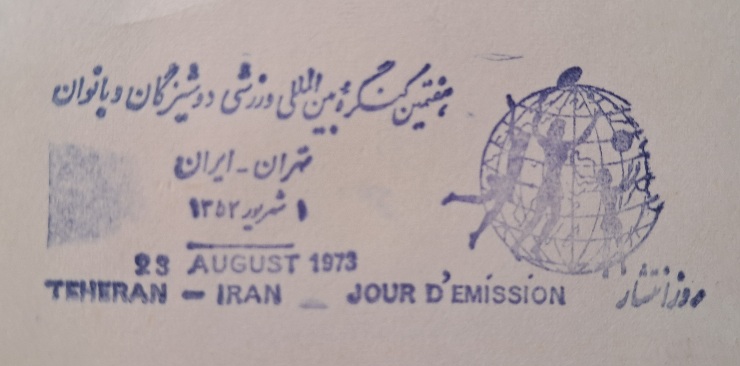 هفتمین کنگرهٔ بین‌المللی ورزشی دوشیزگان و بانوان
تهران - ایران
۱ شهریور ۱۳۵۲
23 AUGUST 1973
TEHERAN - IRAN _ JOUR D'EMISSION روز انتشار